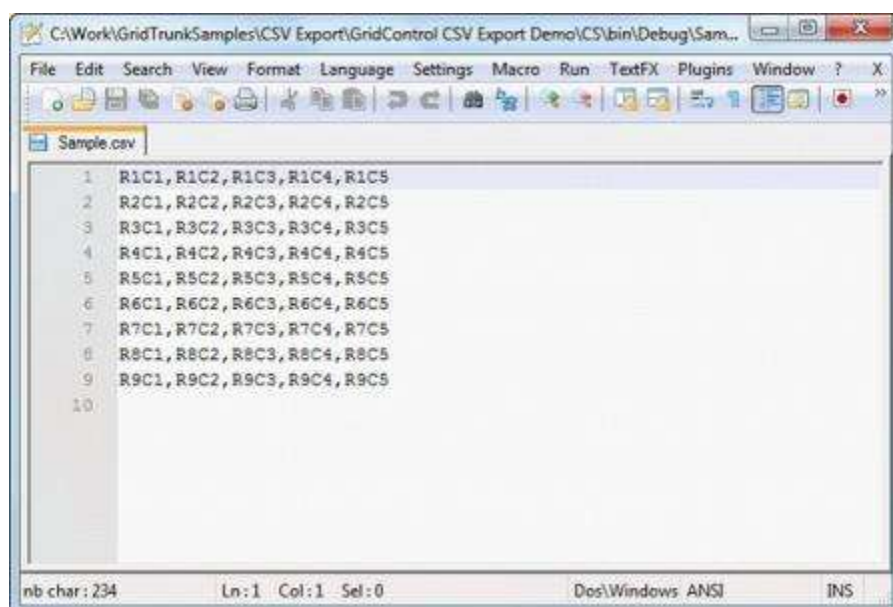 C:\Work\GridTrunkSamples\CSV Export\GridControl CSV Export Demo\CS\bin\Debug\Sam...
File Edit Search View Format Language Settings Macro Run TextFX Plugins Window ? X
Sample.csv
1 R1C1,R1C2,R1C3,R1C4,R1C5
2 R2C1,R2C2,R2C3,R2C4,R2C5
3 R3C1,R3C2,R3C3,R3C4,R3C5
4 R4C1,R4C2,R4C3,R4C4,R4C5
5 R5C1,R5C2,R5C3,R5C4,R5C5
6 R6C1,R6C2,R6C3,R6C4,R6C5
7 R7C1,R7C2,R7C3,R7C4,R7C5
8 R8C1,R8C2,R8C3,R8C4,R8C5
9 R9C1,R9C2,R9C3,R9C4,R9C5
10
nb char : 234 Ln : 1 Col : 1 Sel : 0 Dos\Windows ANSI INS